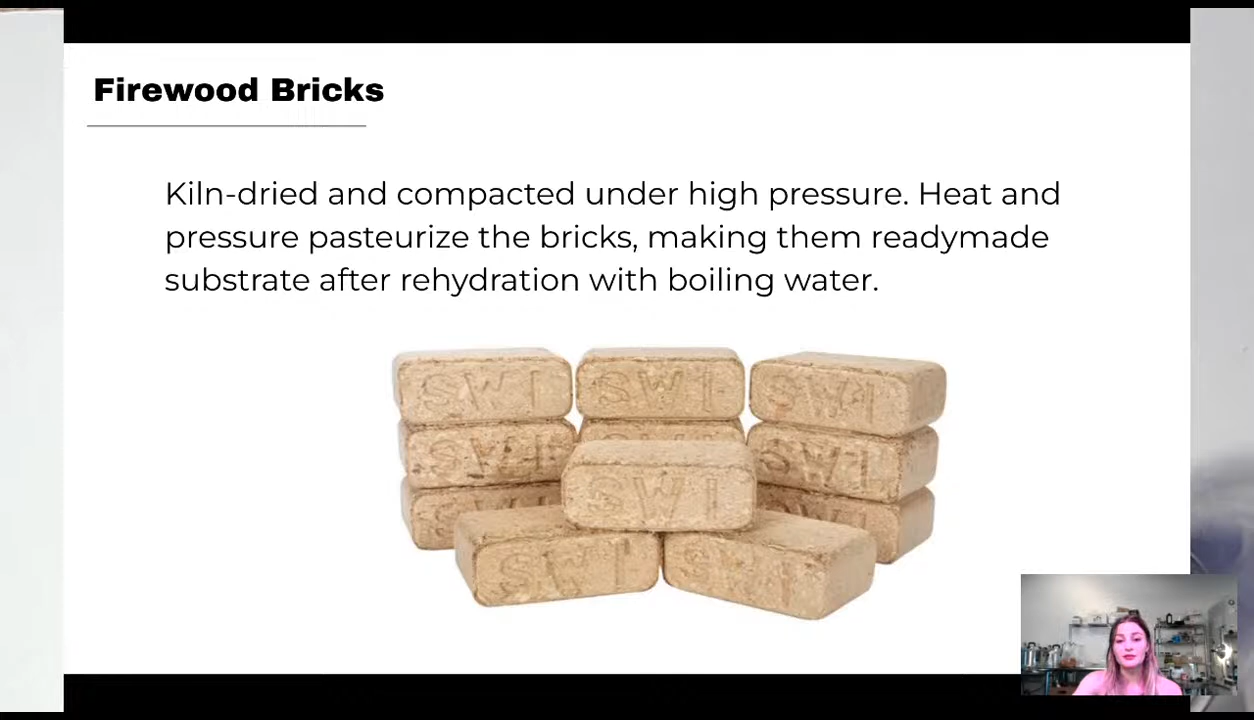 Firewood Bricks
Kiln-dried and compacted under high pressure. Heat and
pressure pasteurize the bricks, making them readymade
substrate after rehydration with boiling water.
SWI SWI SWI
SWI SWI
SWI
SWI SWI